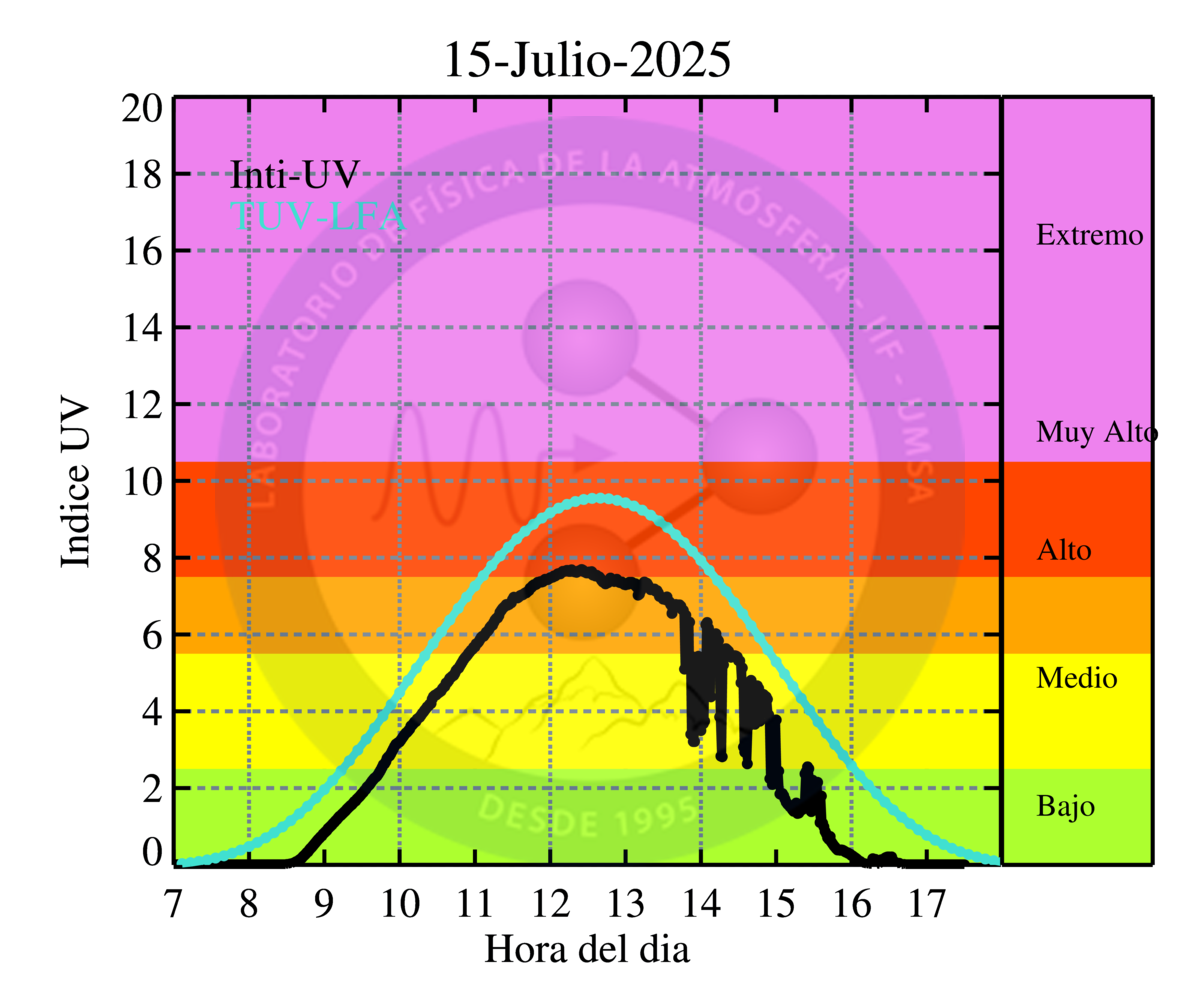 15-Julio-2025
20
18
16
14
12
10
8
6
4
2
0
Indice UV
Inti-UV
TUV-LFA
LABORATORIO DE FÍSICA DE LA ATMÓSFERA - IIF - UMSA
DESDE 1995
Extremo
Muy Alto
Alto
Medio
Bajo
7 8 9 10 11 12 13 14 15 16 17
Hora del dia